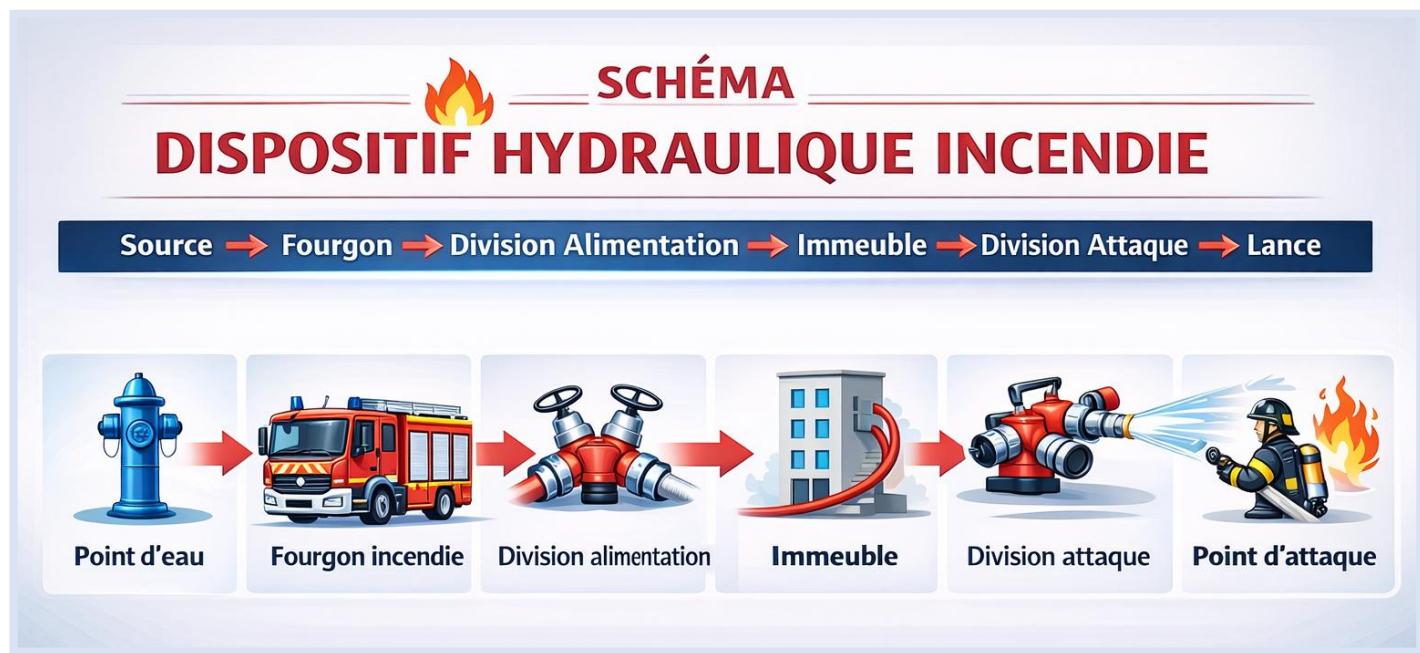 SCHÉMA
DISPOSITIF HYDRAULIQUE INCENDIE
Source → Fourgon → Division Alimentation → Immeuble → Division Attaque → Lance
Point d'eau
Fourgon incendie
Division alimentation
Immeuble
Division attaque
Point d'attaque